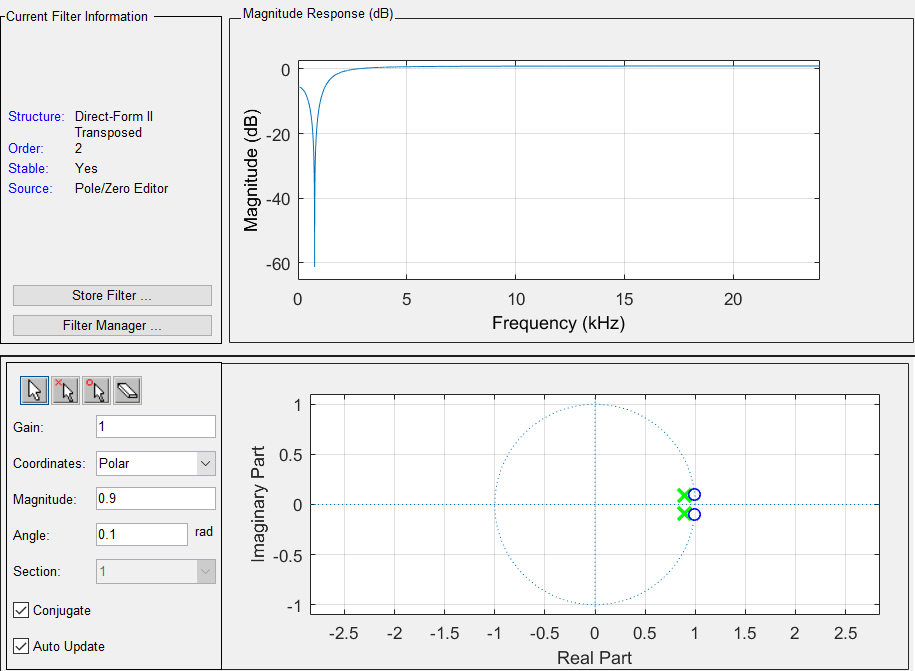 Current Filter Information
Structure: Direct-Form II
Transposed
Order: 2
Stable: Yes
Source: Pole/Zero Editor
Store Filter ...
Filter Manager ...
Magnitude Response (dB)
0
-20
-40
-60
Magnitude (dB)
0 5 10 15 20
Frequency (kHz)
Gain: 1
Coordinates: Polar
Magnitude: 0.9
Angle: 0.1 rad
Section: 1
Conjugate
Auto Update
1
0.5
0
-0.5
-1
Imaginary Part
-2.5 -2 -1.5 -1 -0.5 0 0.5 1 1.5 2 2.5
Real Part